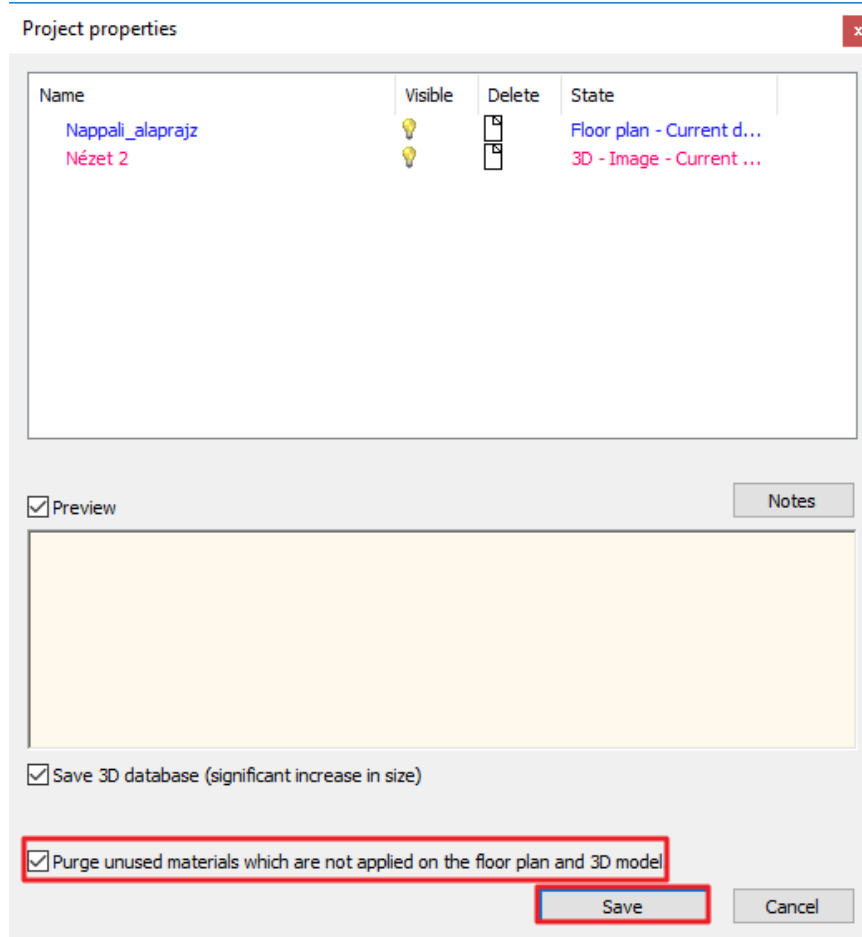 Project properties
x
Name Visible Delete State
Nappali_alaprajz Floor plan - Current d...
Nézet 2 3D - Image - Current ...
Preview
Notes
Save 3D database (significant increase in size)
Purge unused materials which are not applied on the floor plan and 3D model
Save Cancel